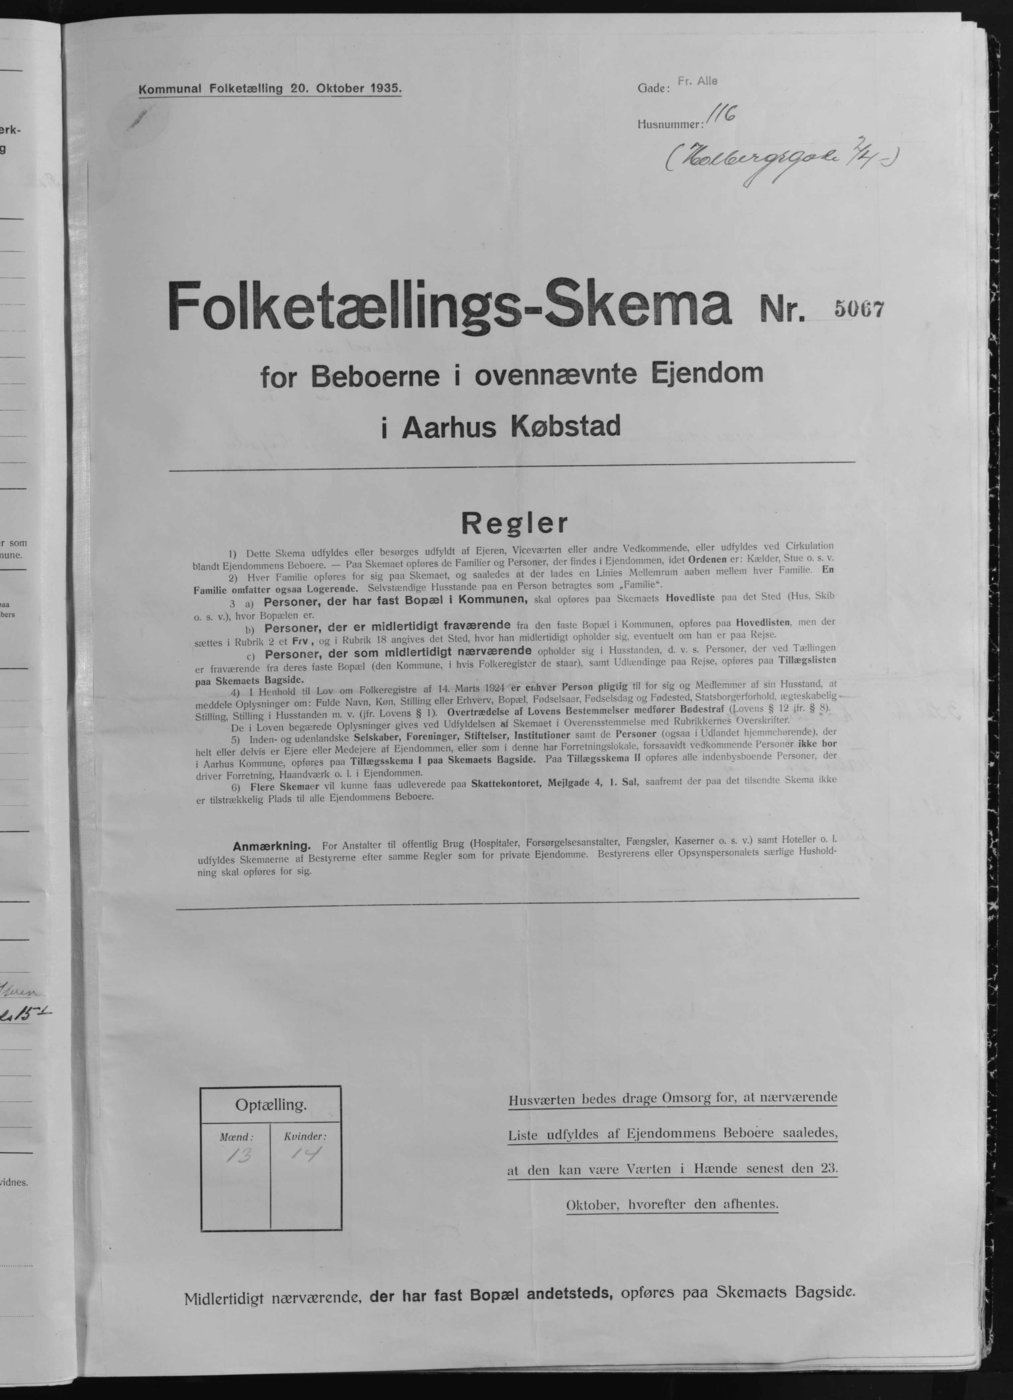 Kommunal Folketælling 20. Oktober 1935.
Gade: Fr. Alle
Husnummer: 116
(Holbergsgade 2/4-)
Folketællings-Skema Nr. 5067
for Beboerne i ovennævnte Ejendom
i Aarhus Købstad
Regler
1) Dette Skema udfyldes eller besørges udfyldt af Ejeren, Viceværten eller andre Vedkommende, eller udfyldes ved Cirkulation
blandt Ejendommens Beboere. — Paa Skemaet opføres de Familier og Personer, der findes i Ejendommen, idet Ordenen er: Kælder, Stue o. s. v.
2) Hver Familie opføres for sig paa Skemaet, og saaledes at der lades en Linies Mellemrum aaben mellem hver Familie. En
Familie omfatter ogsaa Logerende. Selvstændige Husstande paa en Person betragtes som „Familie“.
3 a) Personer, der har fast Bopæl i Kommunen, skal opføres paa Skemaets Hovedliste paa det Sted (Hus, Skib
o. s. v.), hvor Bopælen er.
b) Personer, der er midlertidigt fraværende fra den faste Bopæl i Kommunen, opføres paa Hovedlisten, men der
sættes i Rubrik 2 et Frv., og i Rubrik 18 angives det Sted, hvor han midlertidigt opholder sig, eventuelt om han er paa Rejse.
c) Personer, der som midlertidigt nærværende opholder sig i Husstanden, d. v. s. Personer, der ved Tællingen
er fraværende fra deres faste Bopæl (den Kommune, i hvis Folkeregister de staar), samt Udlændinge paa Rejse, opføres paa Tillægslisten
paa Skemaets Bagside.
4) I Henhold til Lov om Folkeregistre af 14. Marts 1924 er enhver Person pligtig til for sig og Medlemmer af sin Husstand, at
meddele Oplysninger om: Fulde Navn, Køn, Stilling eller Erhverv, Bopæl, Fødselsaar, Fødselsdag og Fødested, Statsborgerforhold, ægteskabelig
Stilling, Stilling i Husstanden m. v. (jfr. Lovens § 1). Overtrædelse af Lovens Bestemmelser medfører Bødestraf (Lovens § 12 jfr. § 8).
De i Loven begærede Oplysninger gives ved Udfyldelsen af Skemaet i Overensstemmelse med Rubrikkernes Overskrifter.
5) Inden- og udenlandske Selskaber, Foreninger, Stiftelser, Institutioner samt de Personer (ogsaa i Udlandet hjemmehørende), der
helt eller delvis er Ejere eller Medejere af Ejendommen, eller som i denne har Forretningslokale, forsaavidt vedkommende Personer ikke bor
i Aarhus Kommune, opføres paa Tillægsskema I paa Skemaets Bagside. Paa Tillægsskema II opføres alle indenbysboende Personer, der
driver Forretning, Haandværk o. l. i Ejendommen.
6) Flere Skemaer vil kunne faas udleverede paa Skattekontoret, Mejlgade 4, 1. Sal, saafremt der paa det tilsendte Skema ikke
er tilstrækkelig Plads til alle Ejendommens Beboere.
Anmærkning. For Anstalter til offentlig Brug (Hospitaler, Forsørgelsesanstalter, Fængsler, Kaserner o. s. v.) samt Hoteller o. l.
udfyldes Skemaerne af Bestyrerne efter samme Regler som for private Ejendomme. Bestyrerens eller Opsynspersonalets særlige Hushold-
ning skal opføres for sig.
Optælling.
Mænd: Kvinder:
13 14
Husværten bedes drage Omsorg for, at nærværende
Liste udfyldes af Ejendommens Beboere saaledes,
at den kan være Værten i Hænde senest den 23.
Oktober, hvorefter den afhentes.
Midlertidigt nærværende, der har fast Bopæl andetsteds, opføres paa Skemaets Bagside.